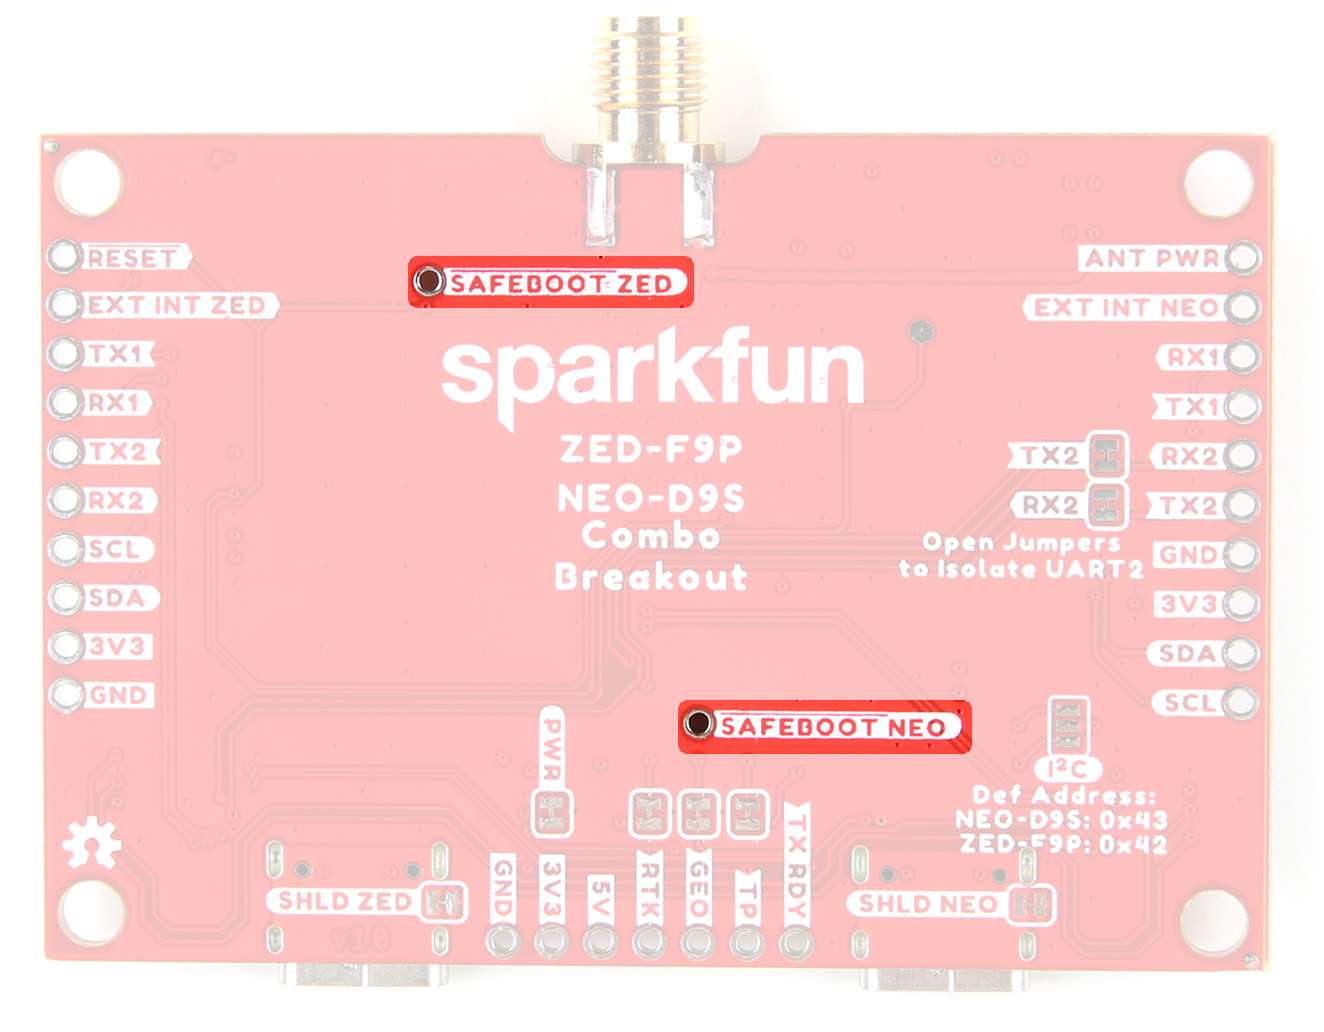 RESET
EXT INT ZED
TX1
RX1
TX2
RX2
SCL
SDA
3V3
GND
SAFEBOOT ZED
sparkfun
ZED-F9P
NEO-D9S
Combo
Breakout
ANT PWR
EXT INT NEO
RX1
TX1
RX2
TX2
GND
3V3
SDA
SCL
TX2
RX2
Open Jumpers
to Isolate UART2
SAFEBOOT NEO
I²C
Def Address:
NEO-D9S: 0x43
ZED-F9P: 0x42
PWR
SHLD ZED
v10
GND
3V3
5V
RTK
GEO
TP
TX RDY
SHLD NEO